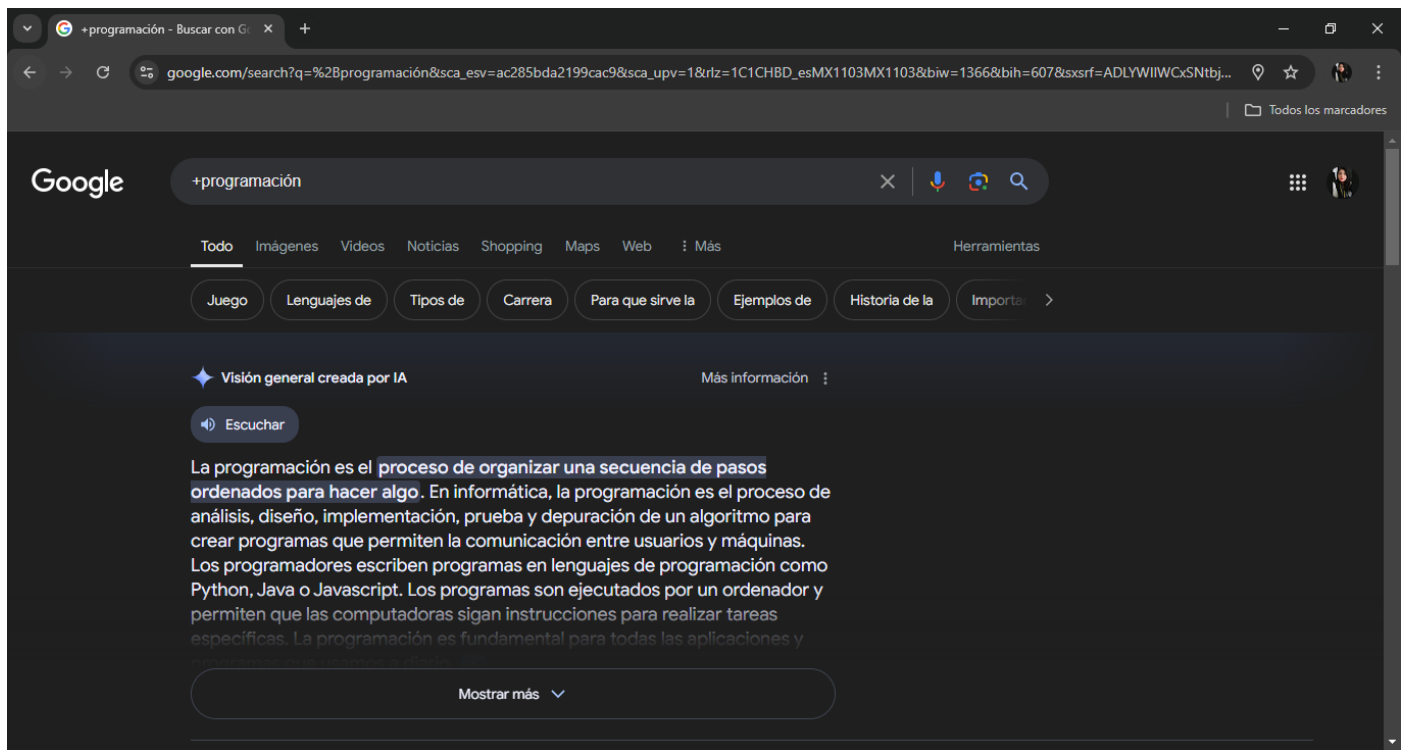 +programación - Buscar con Go
google.com/search?q=%2Bprogramación&sca_esv=ac285bda2199cac9&sca_upv=1&rlz=1C1CHBD_esMX1103MX1103&biw=1366&bih=607&sxsrf=ADLYWIIWCxSNtbj...
Todos los marcadores
Google
+programación
Todo Imágenes Videos Noticias Shopping Maps Web Más Herramientas
Juego Lenguajes de Tipos de Carrera Para que sirve la Ejemplos de Historia de la Importan
Visión general creada por IA Más información
Escuchar
La programación es el proceso de organizar una secuencia de pasos
ordenados para hacer algo. En informática, la programación es el proceso de
análisis, diseño, implementación, prueba y depuración de un algoritmo para
crear programas que permiten la comunicación entre usuarios y máquinas.
Los programadores escriben programas en lenguajes de programación como
Python, Java o Javascript. Los programas son ejecutados por un ordenador y
permiten que las computadoras sigan instrucciones para realizar tareas
específicas. La programación es fundamental para todas las aplicaciones y
Mostrar más